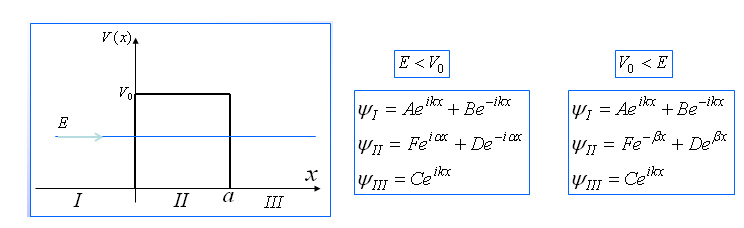 V(x)
V₀
E
x
I II a III
E < V₀
ψ_I = Ae^{ikx} + Be^{-ikx}
ψ_II = Fe^{iαx} + De^{-iαx}
ψ_III = Ce^{ikx}
V₀ < E
ψ_I = Ae^{ikx} + Be^{-ikx}
ψ_II = Fe^{-βx} + De^{βx}
ψ_III = Ce^{ikx}